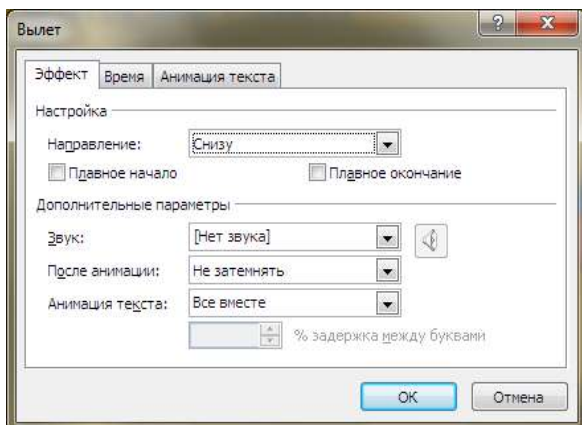 Вылет
Эффект Время Анимация текста
Настройка
Направление: Снизу
Плавное начало Плавное окончание
Дополнительные параметры
Звук: [Нет звука]
После анимации: Не затемнять
Анимация текста: Все вместе
% задержка между буквами
ОК Отмена